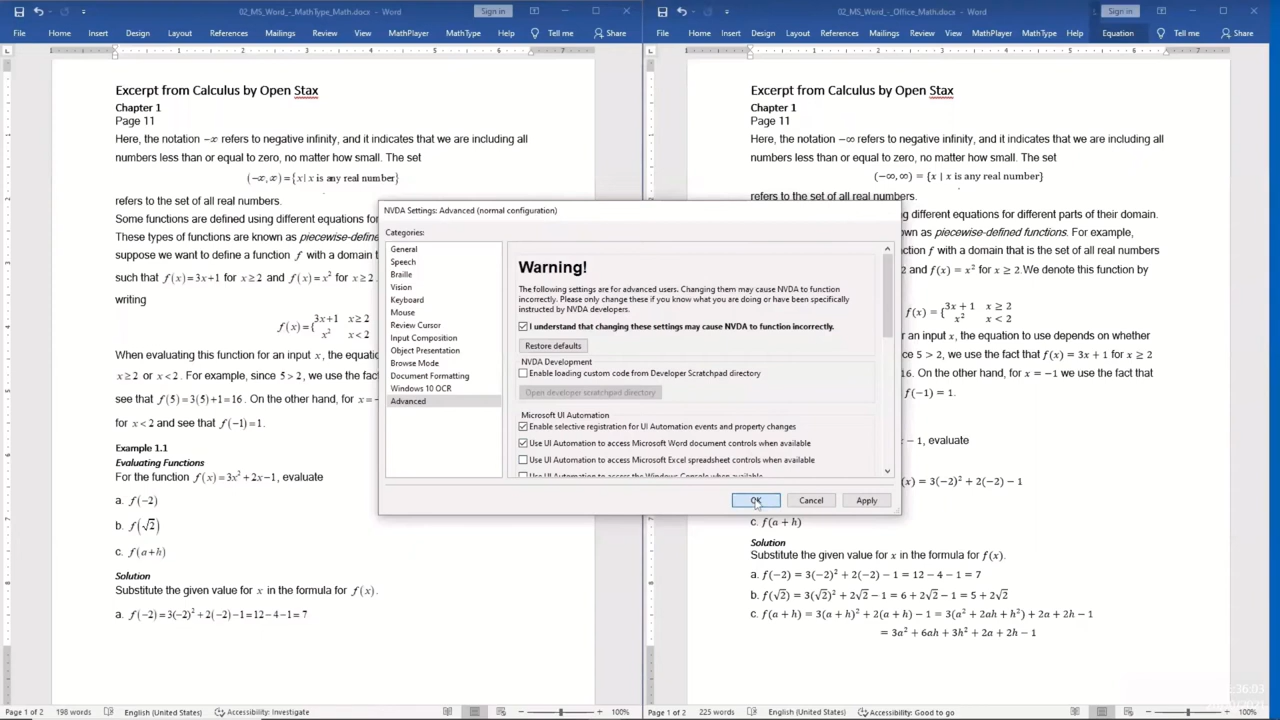 02_MS_Word_-_MathType_Math.docx - Word
Sign in
File Home Insert Design Layout References Mailings Review View MathPlayer MathType Help Tell me Share
Excerpt from Calculus by Open Stax
Chapter 1
Page 11
Here, the notation −∞ refers to negative infinity, and it indicates that we are including all
numbers less than or equal to zero, no matter how small. The set
(−∞, ∞) = {x | x is any real number}
refers to the set of all real numbers.
Some functions are defined using different equations for
These types of functions are known as piecewise-define
suppose we want to define a function f with a domain t
such that f(x) = 3x+1 for x ≥ 2 and f(x) = x² for x ≥ 2.
writing
f(x) = {3x+1 x ≥ 2
x² x < 2
When evaluating this function for an input x, the equatio
x ≥ 2 or x < 2. For example, since 5 > 2, we use the fact
see that f(5) = 3(5)+1 = 16. On the other hand, for x = −
for x < 2 and see that f(−1) = 1.
Example 1.1
Evaluating Functions
For the function f(x) = 3x² + 2x − 1, evaluate
a. f(−2)
b. f(√2)
c. f(a+h)
Solution
Substitute the given value for x in the formula for f(x).
a. f(−2) = 3(−2)² + 2(−2) − 1 = 12 − 4 − 1 = 7
Page 1 of 2 198 words English (United States) Accessibility: Investigate 100%
02_MS_Word_-_Office_Math.docx - Word
Sign in
File Home Insert Design Layout References Mailings Review View MathPlayer MathType Help Equation Tell me Share
Excerpt from Calculus by Open Stax
Chapter 1
Page 11
Here, the notation −∞ refers to negative infinity, and it indicates that we are including all
numbers less than or equal to zero, no matter how small. The set
(−∞, ∞) = {x | x is any real number}
refers to the set of all real numbers.
ng different equations for different parts of their domain.
wn as piecewise-defined functions. For example,
nction f with a domain that is the set of all real numbers
2 and f(x) = x² for x ≥ 2. We denote this function by
f(x) = {3x + 1 x ≥ 2
x² x < 2
r an input x, the equation to use depends on whether
ce 5 > 2, we use the fact that f(x) = 3x + 1 for x ≥ 2
16. On the other hand, for x = −1 we use the fact that
f(−1) = 1.
− 1, evaluate
(x) = 3(−2)² + 2(−2) − 1
c. f(a + h)
Solution
Substitute the given value for x in the formula for f(x).
a. f(−2) = 3(−2)² + 2(−2) − 1 = 12 − 4 − 1 = 7
b. f(√2) = 3(√2)² + 2√2 − 1 = 6 + 2√2 − 1 = 5 + 2√2
c. f(a + h) = 3(a + h)² + 2(a + h) − 1 = 3(a² + 2ah + h²) + 2a + 2h − 1
= 3a² + 6ah + 3h² + 2a + 2h − 1
Page 1 of 2 225 words English (United States) Accessibility: Good to go 100%
NVDA Settings: Advanced (normal configuration)
Categories:
General
Speech
Braille
Vision
Keyboard
Mouse
Review Cursor
Input Composition
Object Presentation
Browse Mode
Document Formatting
Windows 10 OCR
Advanced
Warning!
The following settings are for advanced users. Changing them may cause NVDA to function
incorrectly. Please only change these if you know what you are doing or have been specifically
instructed by NVDA developers.
I understand that changing these settings may cause NVDA to function incorrectly.
Restore defaults
NVDA Development
Enable loading custom code from Developer Scratchpad directory
Open developer scratchpad directory
Microsoft UI Automation
Enable selective registration for UI Automation events and property changes
Use UI Automation to access Microsoft Word document controls when available
Use UI Automation to access Microsoft Excel spreadsheet controls when available
Use UI Automation to access the Windows Console when available
OK Cancel Apply